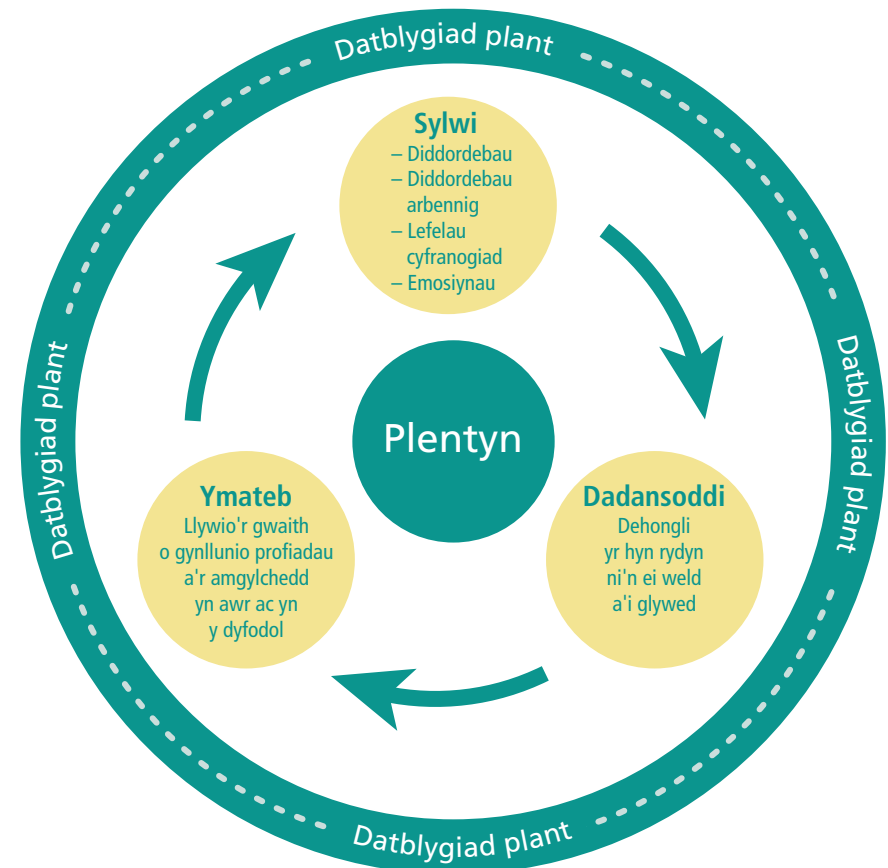 Datblygiad plant
Sylwi
– Diddordebau
– Diddordebau
arbennig
– Lefelau
cyfranogiad
– Emosiynau
Datblygiad plant
Datblygiad plant
Plentyn
Ymateb
Llywio'r gwaith
o gynllunio profiadau
a'r amgylchedd
yn awr ac yn
y dyfodol
Dadansoddi
Dehongli
yr hyn rydyn
ni'n ei weld
a'i glywed
Datblygiad plant